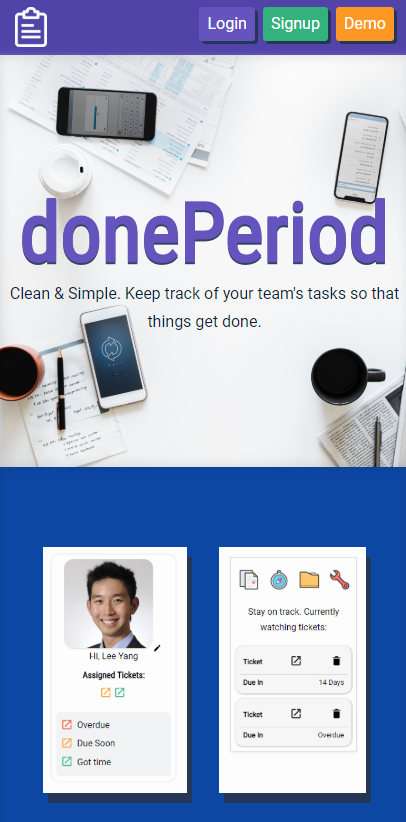 Login Signup Demo
donePeriod
Clean & Simple. Keep track of your team's tasks so that
things get done.
Hi, Lee Yang
Assigned Tickets:
Overdue
Due Soon
Got time
Stay on track. Currently
watching tickets:
Ticket
Due In 14 Days
Ticket
Due In Overdue